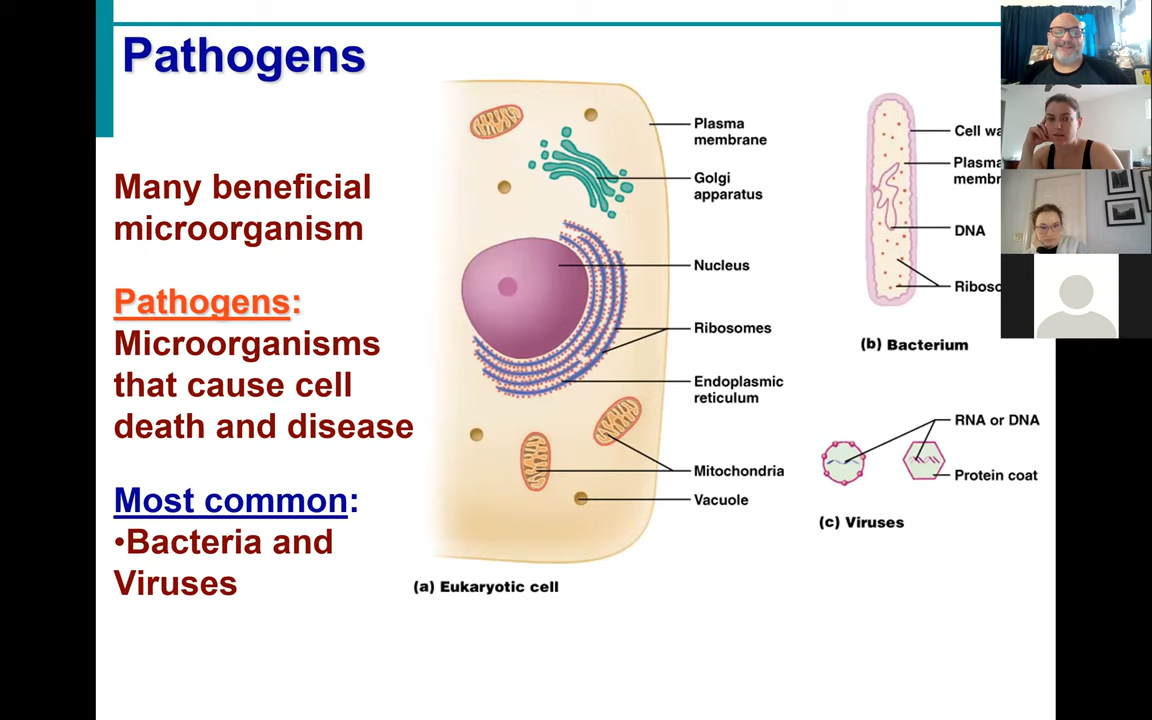 Pathogens
Many beneficial
microorganism
Pathogens:
Microorganisms
that cause cell
death and disease
Most common:
•Bacteria and
Viruses
Plasma
membrane
Golgi
apparatus
Nucleus
Ribosomes
Endoplasmic
reticulum
Mitochondria
Vacuole
(a) Eukaryotic cell
Cell wa
Plasma
membr
DNA
Riboso
(b) Bacterium
RNA or DNA
Protein coat
(c) Viruses